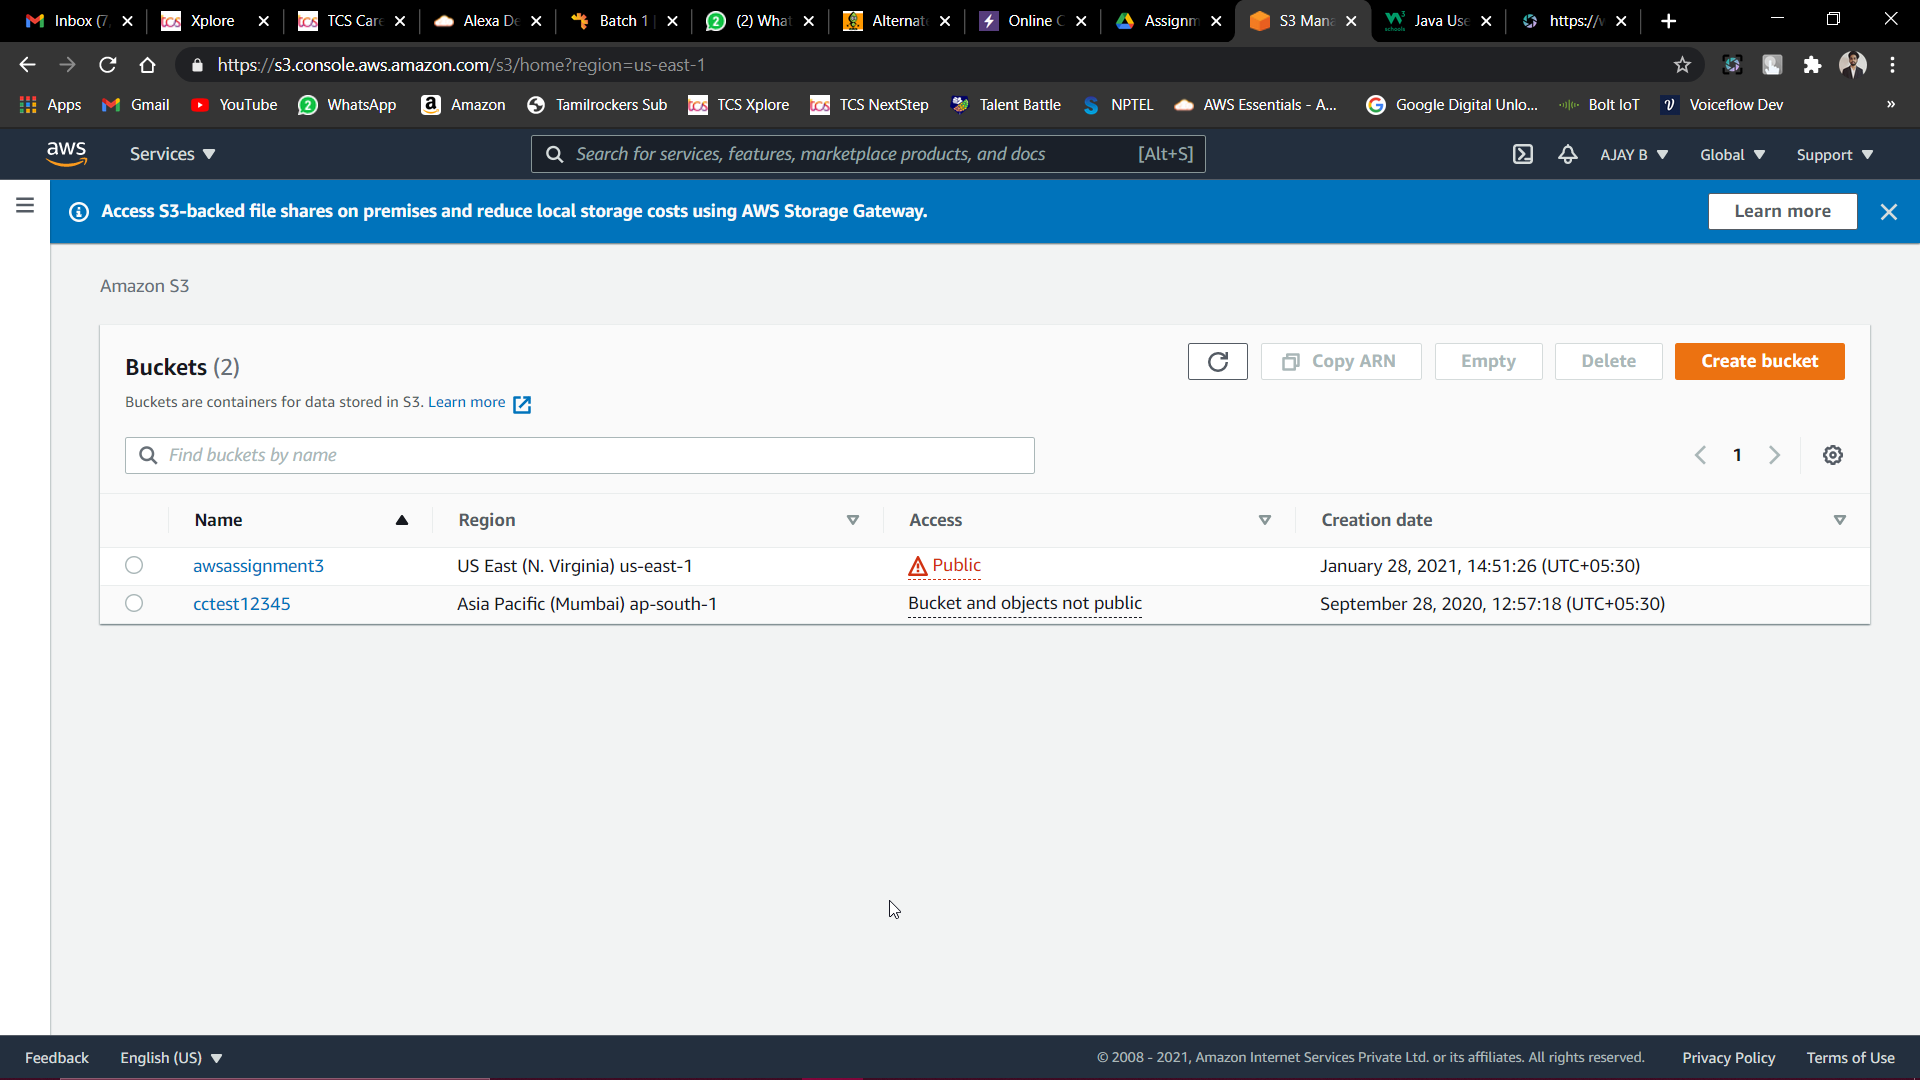 Inbox (7, Xplore TCS Care Alexa De Batch 1 | (2) What Alternat Online C Assignm S3 Mana Java Use https://v
https://s3.console.aws.amazon.com/s3/home?region=us-east-1
Apps Gmail YouTube WhatsApp Amazon Tamilrockers Sub TCS Xplore TCS NextStep Talent Battle NPTEL AWS Essentials - A... Google Digital Unlo... Bolt IoT Voiceflow Dev »
aws Services Search for services, features, marketplace products, and docs [Alt+S] AJAY B Global Support
Access S3-backed file shares on premises and reduce local storage costs using AWS Storage Gateway. Learn more
Amazon S3
Buckets (2) Copy ARN Empty Delete Create bucket
Buckets are containers for data stored in S3. Learn more
Find buckets by name 1
Name Region Access Creation date
awsassignment3 US East (N. Virginia) us-east-1 Public January 28, 2021, 14:51:26 (UTC+05:30)
cctest12345 Asia Pacific (Mumbai) ap-south-1 Bucket and objects not public September 28, 2020, 12:57:18 (UTC+05:30)
Feedback English (US) © 2008 - 2021, Amazon Internet Services Private Ltd. or its affiliates. All rights reserved. Privacy Policy Terms of Use